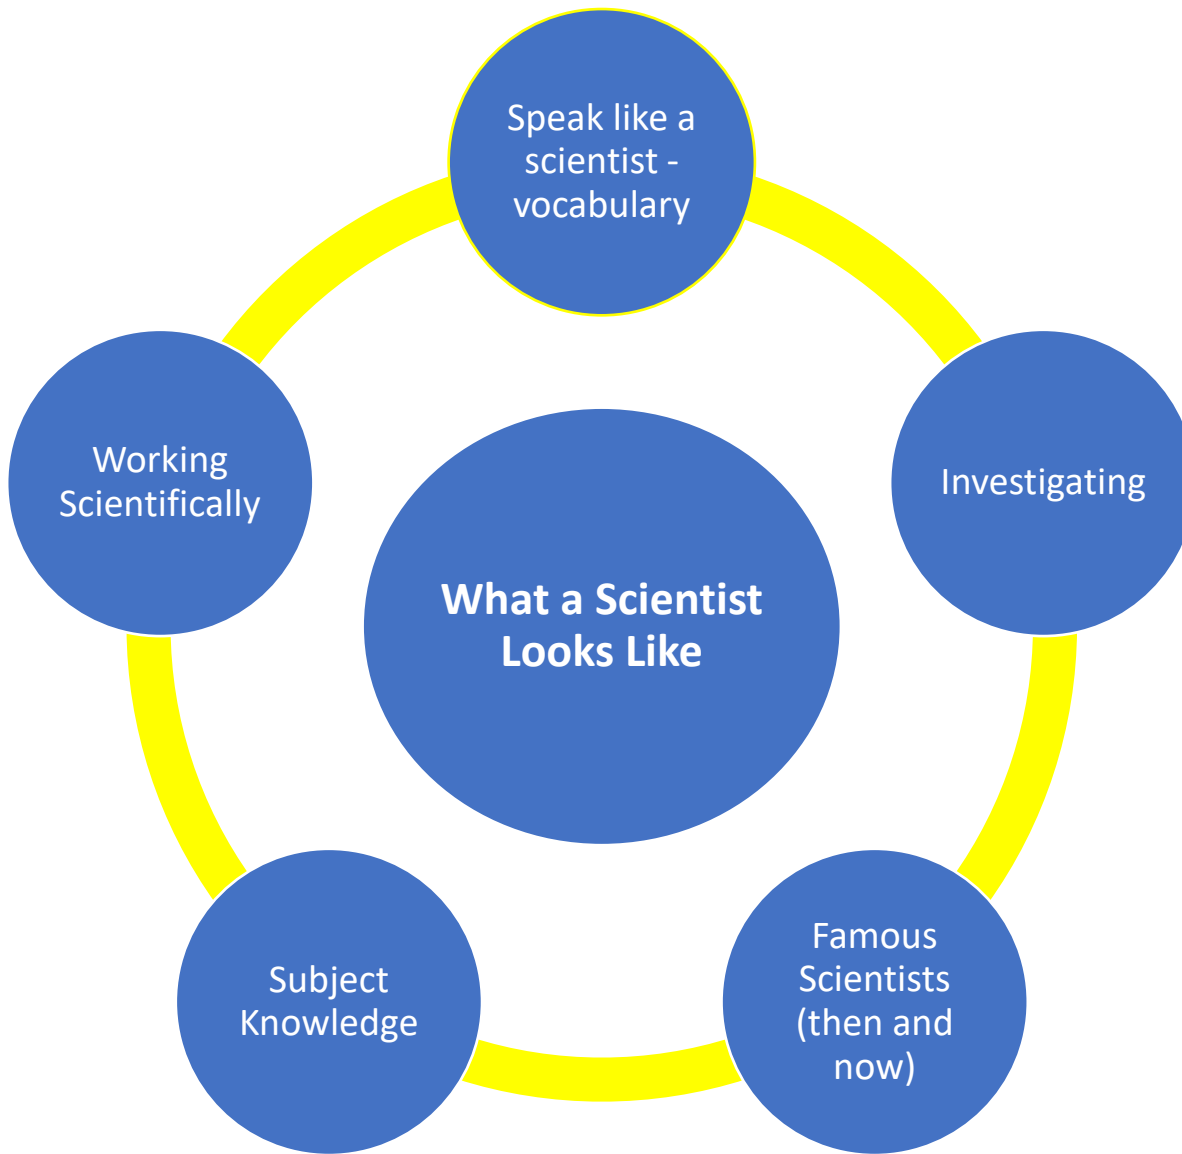 Speak like a
scientist -
vocabulary
Investigating
Famous
Scientists
(then and
now)
Subject
Knowledge
Working
Scientifically
What a Scientist
Looks Like